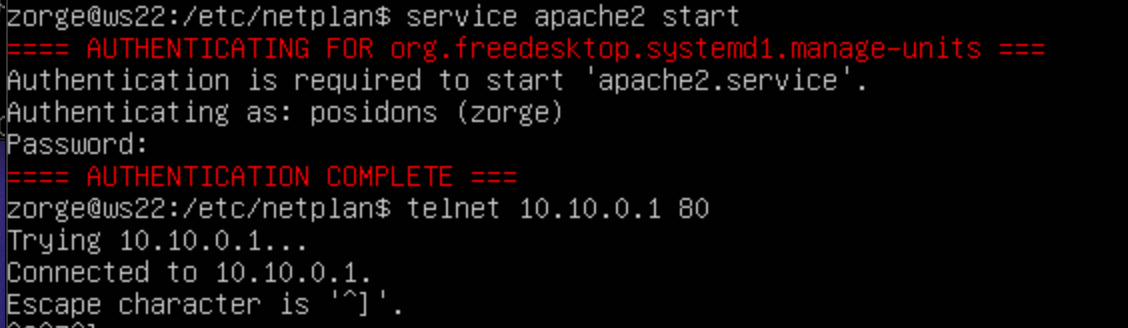 zorge@ws22:/etc/netplan$ service apache2 start
==== AUTHENTICATING FOR org.freedesktop.systemd1.manage-units ===
Authentication is required to start 'apache2.service'.
Authenticating as: posidons (zorge)
Password:
==== AUTHENTICATION COMPLETE ===
zorge@ws22:/etc/netplan$ telnet 10.10.0.1 80
Trying 10.10.0.1...
Connected to 10.10.0.1.
Escape character is '^]'.